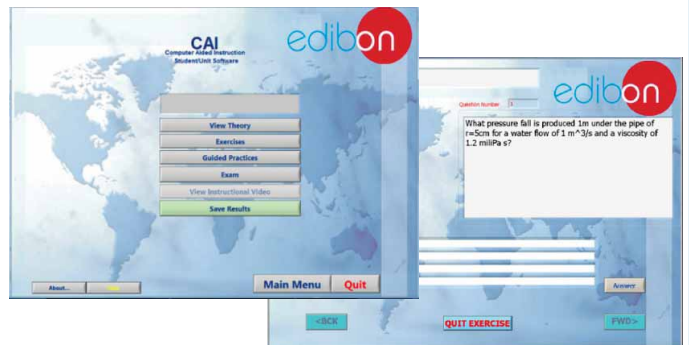 CAI
Computer Aided Instruction
Student/Unit Software
edibon
View Theory
Exercises
Guided Practices
Exam
View Instructional Video
Save Results
About...
Main Menu
Quit
edibon
Question Number
What pressure fall is produced 1m under the pipe of
r=5cm for a water flow of 1 m^3/s and a viscosity of
1.2 miliPa s?
Answer
<BCK
QUIT EXERCISE
FWD>